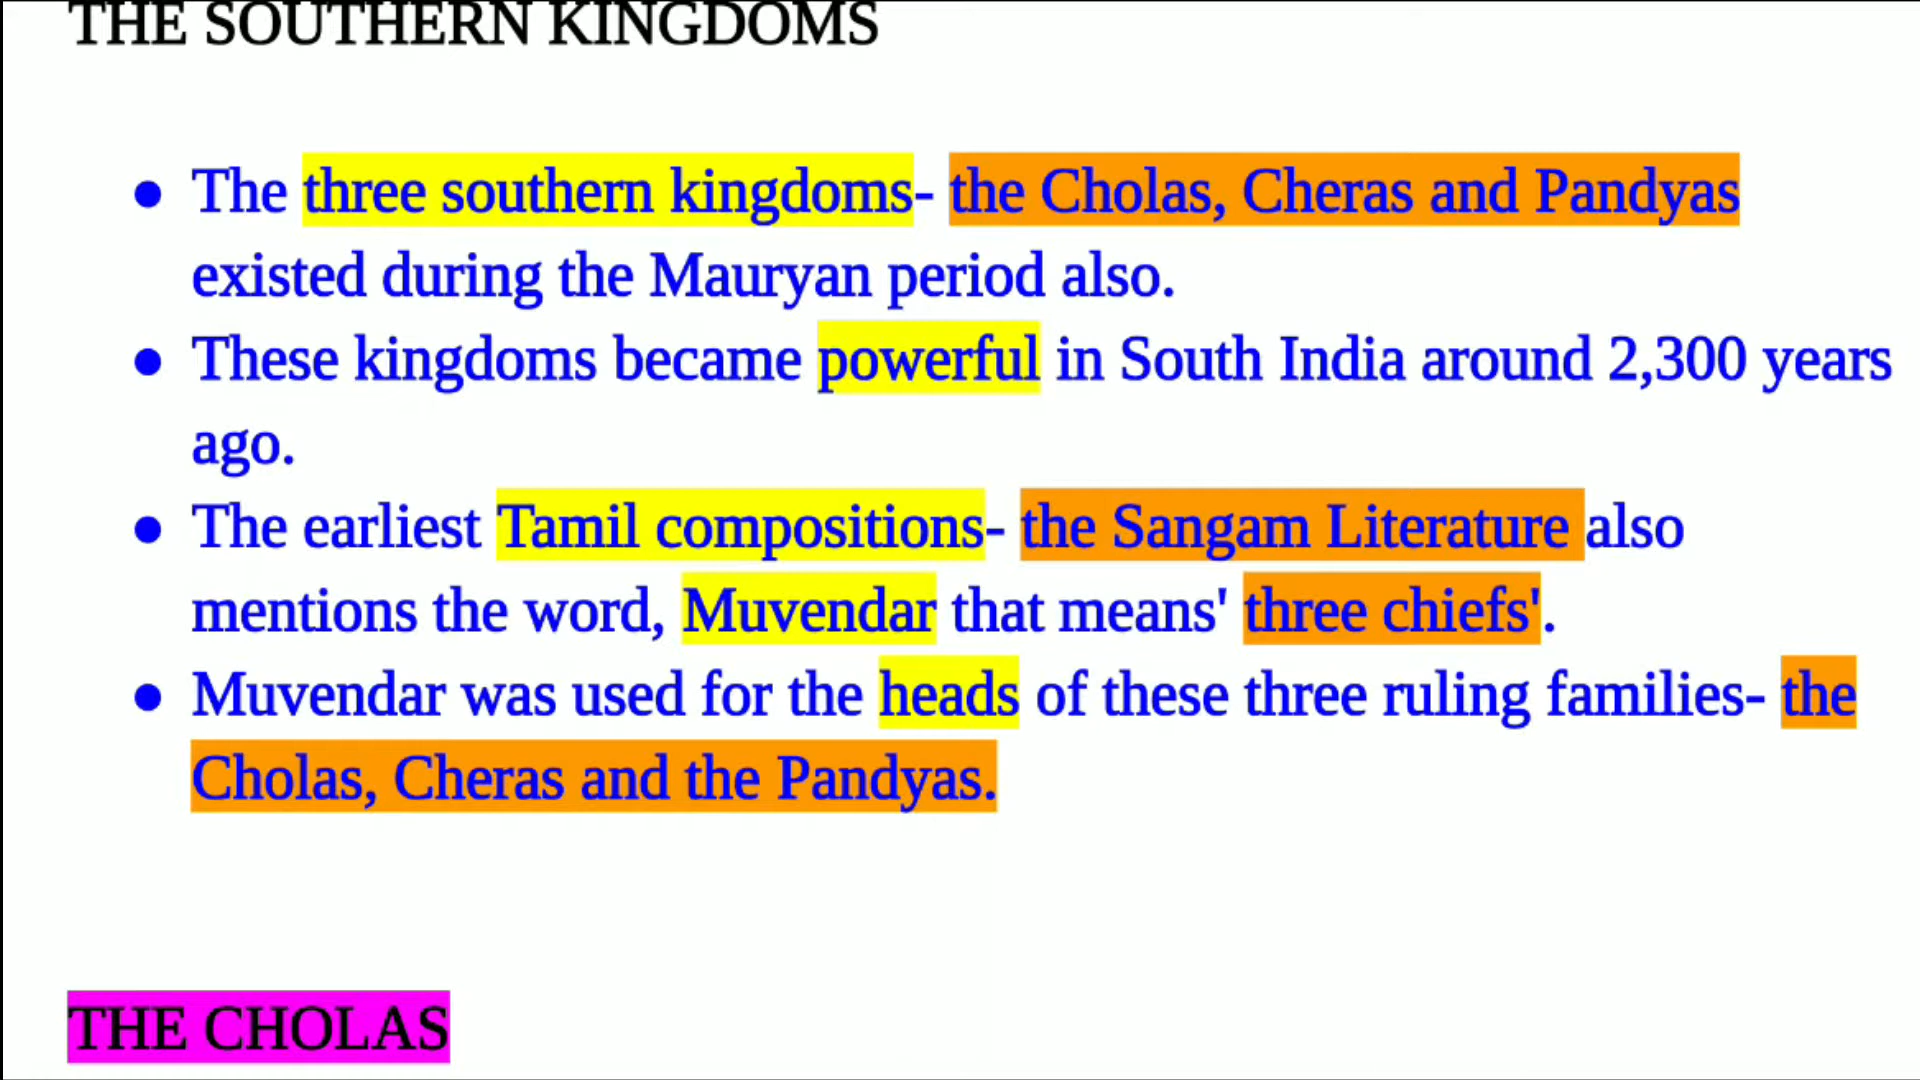 THE SOUTHERN KINGDOMS
● The three southern kingdoms- the Cholas, Cheras and Pandyas
existed during the Mauryan period also.
● These kingdoms became powerful in South India around 2,300 years
ago.
● The earliest Tamil compositions- the Sangam Literature also
mentions the word, Muvendar that means' three chiefs'.
● Muvendar was used for the heads of these three ruling families- the
Cholas, Cheras and the Pandyas.
THE CHOLAS